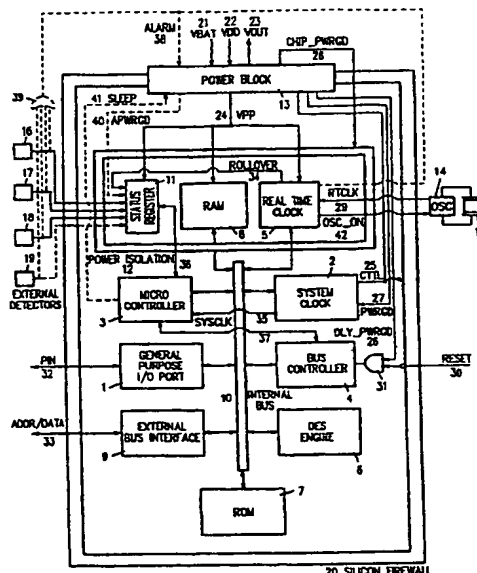 21 22 23
ALARM VBAT VDD VOUT
38
CHIP_PWRGD
28
POWER BLOCK
13
41 SLEEP
39
40 APWRGD
24 VPP
16
17
18
19
EXTERNAL
DETECTORS
11
STATUS
REGISTER
ROLLOVER
34
RAM
REAL TIME
CLOCK
5
RTCLK
29
OSC_ON
42
14
OSC
POWER ISOLATION
12
36
MICRO
CONTROLLER
3
SYSCLK
35
2
SYSTEM
CLOCK
25
CTTL
27
PWRGD
37
DLY_PWRGD
26
PIN
32
GENERAL
PURPOSE
I/O PORT
1
BUS
CONTROLLER
4
31
RESET
30
10
INTERNAL
BUS
ADDR/DATA
33
EXTERNAL
BUS INTERFACE
9
DES
ENGINE
6
ROM
7
20 SILICON FIREWALL